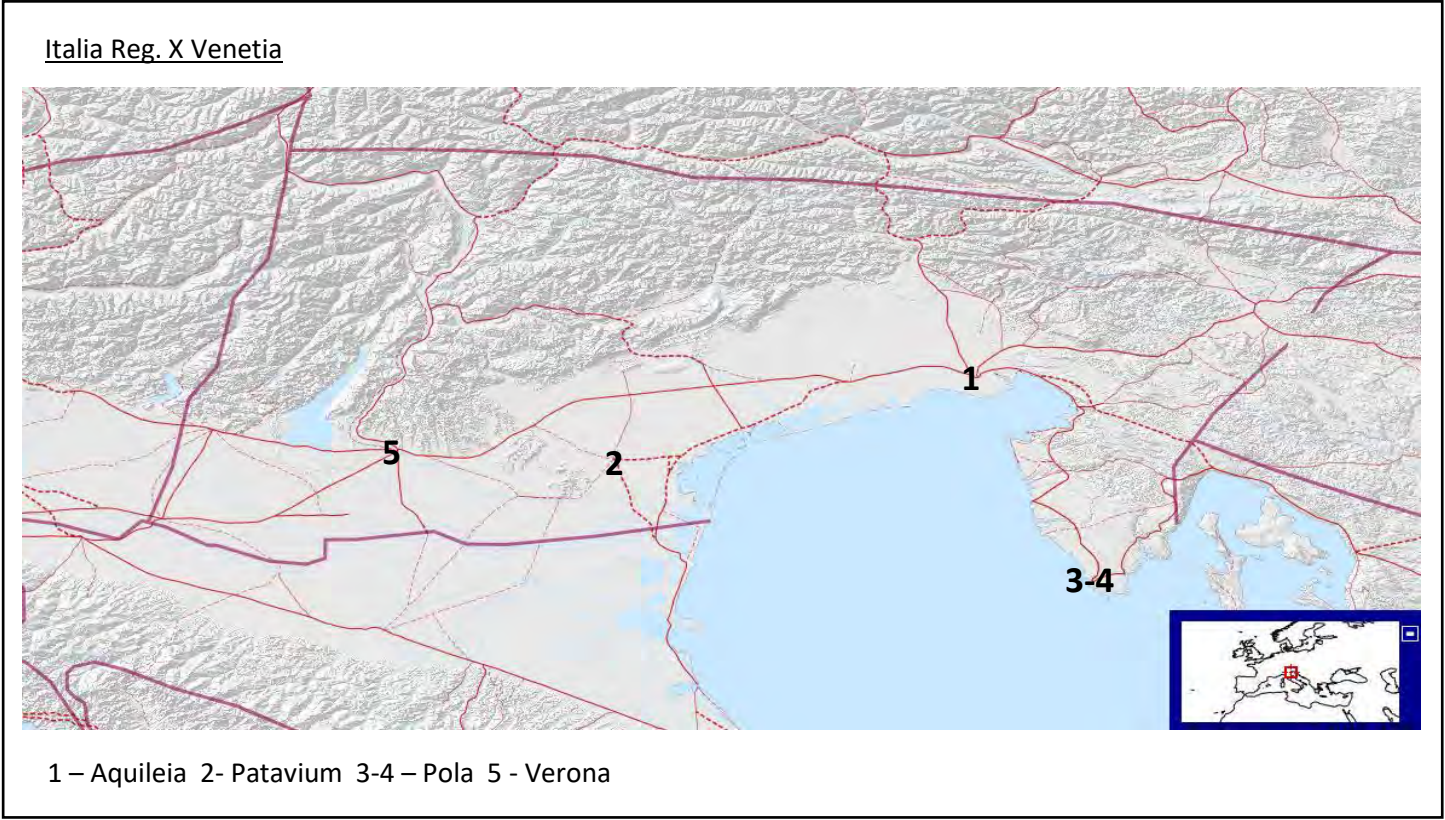 Italia Reg. X Venetia
1
5
2
3-4
1 – Aquileia  2- Patavium  3-4 – Pola  5 - Verona